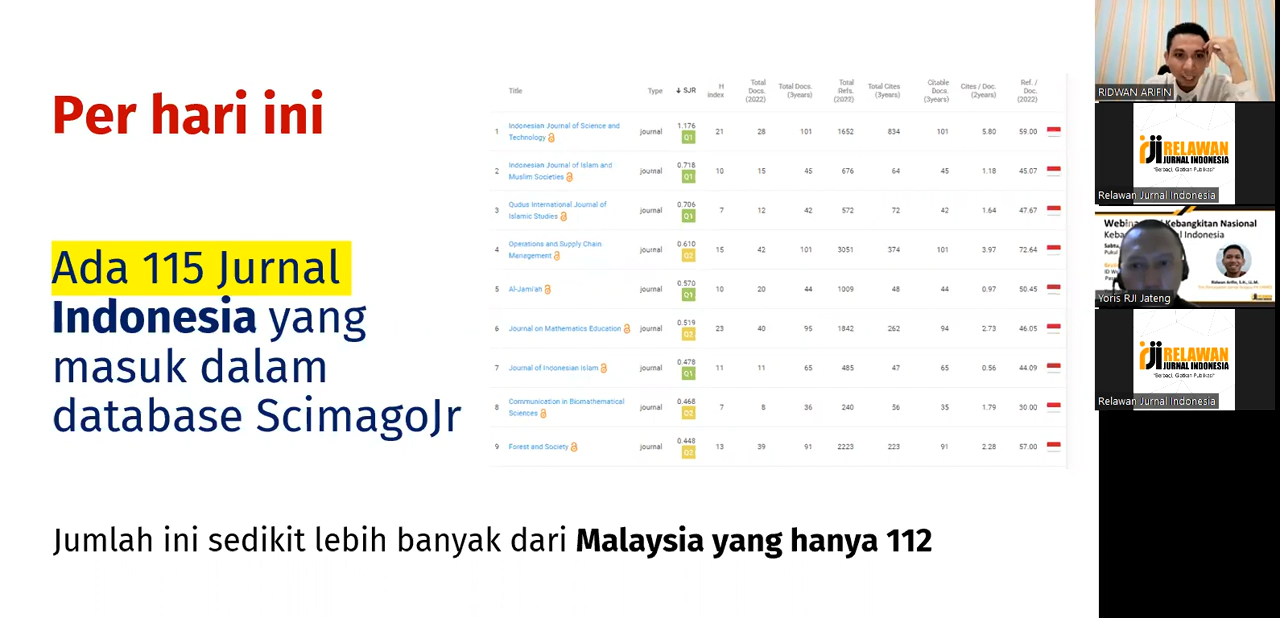 Per hari ini
Ada 115 Jurnal
Indonesia yang
masuk dalam
database ScimagoJr
Title Type ↓ SJR H index Total Docs. (2022) Total Docs. (3years) Total Refs. (2022) Total Cites (3years) Citable Docs. (3years) Cites / Doc. (2years) Ref. / Doc. (2022)
1 Indonesian Journal of Science and Technology journal 1.176 Q1 21 28 101 1652 834 101 5.80 59.00
2 Indonesian Journal of Islam and Muslim Societies journal 0.718 Q1 10 15 45 676 64 45 1.18 45.07
3 Qudus International Journal of Islamic Studies journal 0.706 Q1 7 12 42 572 72 42 1.64 47.67
4 Operations and Supply Chain Management journal 0.610 Q2 15 42 101 3051 374 101 3.97 72.64
5 Al-Jami'ah journal 0.570 Q1 10 20 44 1009 48 44 0.97 50.45
6 Journal on Mathematics Education journal 0.519 Q2 23 40 95 1842 262 94 2.73 46.05
7 Journal of Indonesian Islam journal 0.478 Q1 11 11 65 485 47 65 0.56 44.09
8 Communication in Biomathematical Sciences journal 0.468 Q2 7 8 36 240 56 35 1.79 30.00
9 Forest and Society journal 0.448 Q2 13 39 91 2223 223 91 2.28 57.00
Jumlah ini sedikit lebih banyak dari Malaysia yang hanya 112
RIDWAN ARIFIN
RJI RELAWAN
JURNAL INDONESIA
"Berbagi, Giatkan Publikasi"
Relawan Jurnal Indonesia
Kebangkitan Nasional
Yoris RJI Jateng
RJI RELAWAN
JURNAL INDONESIA
"Berbagi, Giatkan Publikasi"
Relawan Jurnal Indonesia